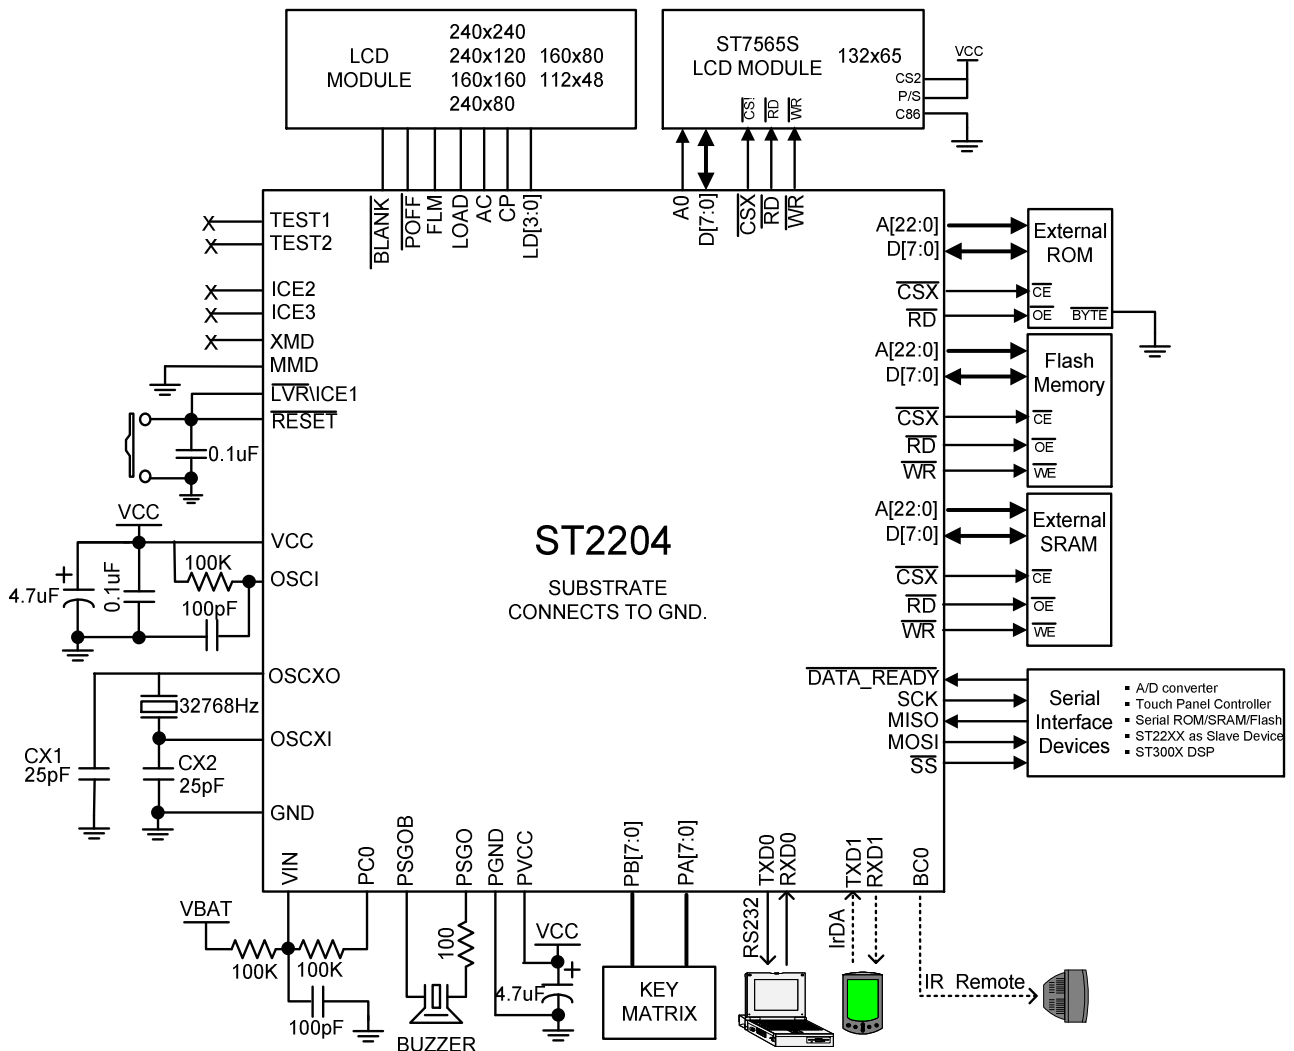 LCD
MODULE
240x240
240x120 160x80
160x160 112x48
240x80
ST7565S
LCD MODULE
132x65
CS2
P/S
C86
VCC
CS!
RD
WR
BLANK
POFF
FLM
LOAD
AC
CP
LD[3:0]
A0
D[7:0]
CSX
RD
WR
TEST1
TEST2
ICE2
ICE3
XMD
MMD
LVR\ICE1
RESET
0.1uF
VCC
VCC
100K
OSCI
4.7uF
0.1uF
100pF
OSCXO
32768Hz
OSCXI
CX1
25pF
CX2
25pF
GND
ST2204
SUBSTRATE
CONNECTS TO GND.
A[22:0]
D[7:0]
CSX
RD
External
ROM
CE
OE
BYTE
A[22:0]
D[7:0]
CSX
RD
WR
Flash
Memory
CE
OE
WE
A[22:0]
D[7:0]
CSX
RD
WR
External
SRAM
CE
OE
WE
DATA_READY
SCK
MISO
MOSI
SS
Serial
Interface
Devices
▪ A/D converter
▪ Touch Panel Controller
▪ Serial ROM/SRAM/Flash
▪ ST22XX as Slave Device
▪ ST300X DSP
VIN
PC0
PSGOB
PSGO
PGND
PVCC
PB[7:0]
PA[7:0]
TXD0
RXD0
TXD1
RXD1
BC0
VBAT
100K
100K
100pF
100
BUZZER
VCC
4.7uF
KEY
MATRIX
RS232
IrDA
IR Remote